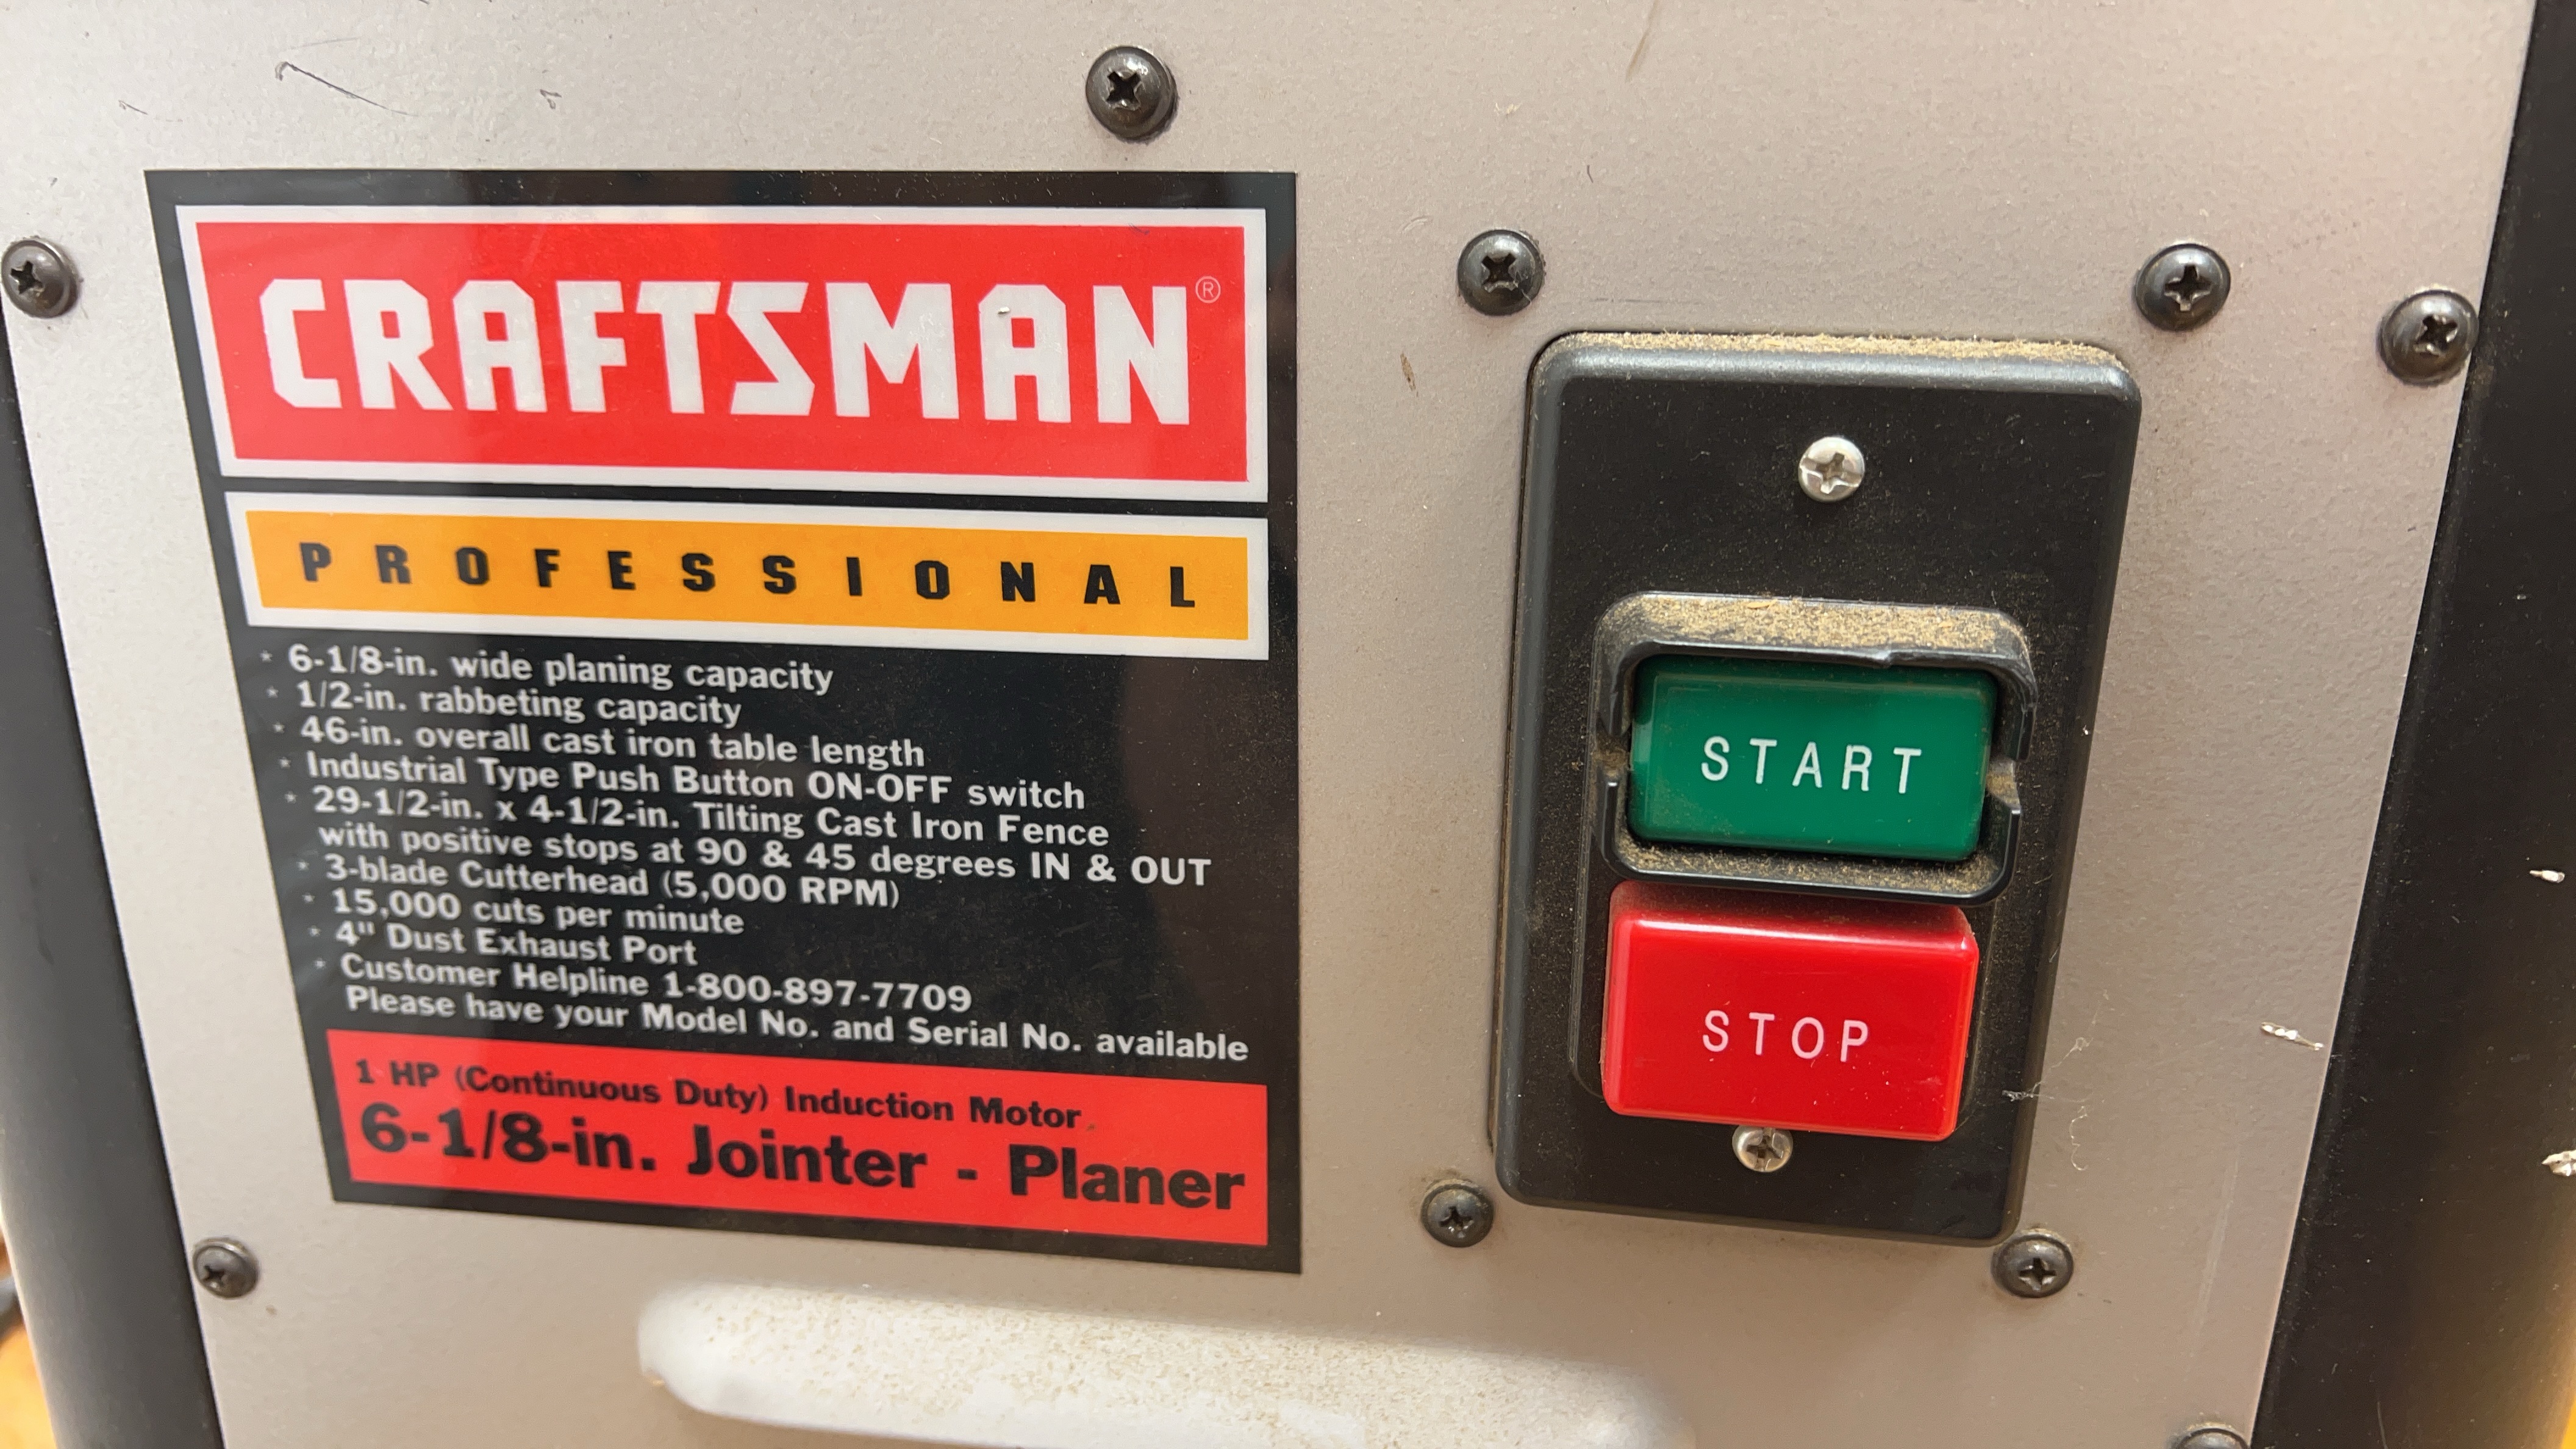 CRAFTSMAN®
PROFESSIONAL
* 6-1/8-in. wide planing capacity
* 1/2-in. rabbeting capacity
* 46-in. overall cast iron table length
* Industrial Type Push Button ON-OFF switch
* 29-1/2-in. x 4-1/2-in. Tilting Cast Iron Fence
with positive stops at 90 & 45 degrees IN & OUT
* 3-blade Cutterhead (5,000 RPM)
* 15,000 cuts per minute
* 4" Dust Exhaust Port
* Customer Helpline 1-800-897-7709
Please have your Model No. and Serial No. available
1 HP (Continuous Duty) Induction Motor
6-1/8-in. Jointer - Planer
START
STOP